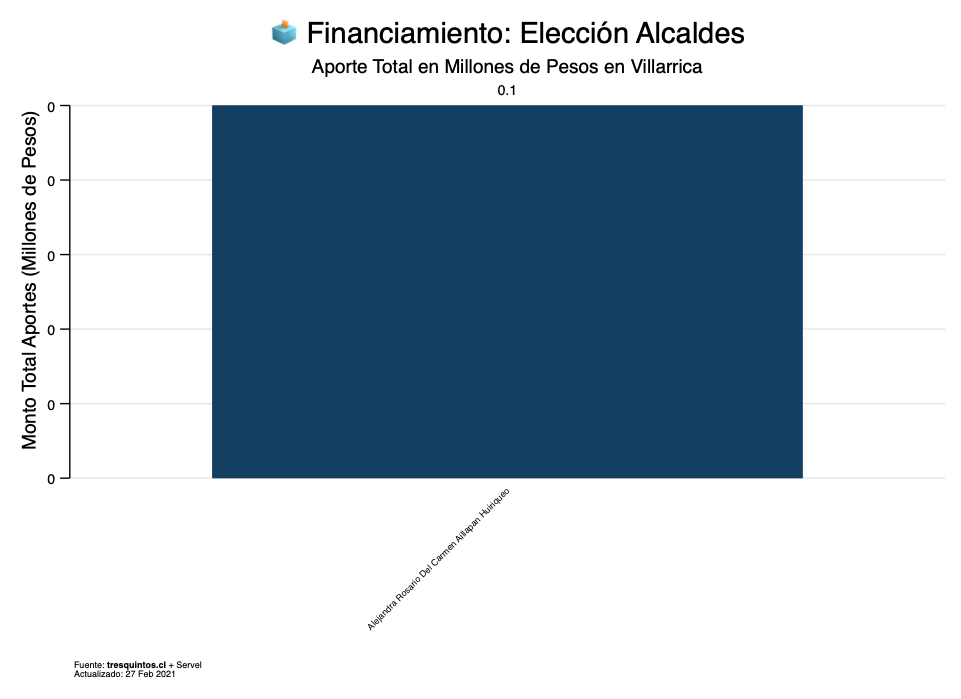 🗳️ Financiamiento: Elección Alcaldes
Aporte Total en Millones de Pesos en Villarrica
0.1
Monto Total Aportes (Millones de Pesos)
0
0
0
0
0
0
Alejandra Rosario Del Carmen Aillapan Huiriqueo
Fuente: tresquintos.cl + Servel
Actualizado: 27 Feb 2021